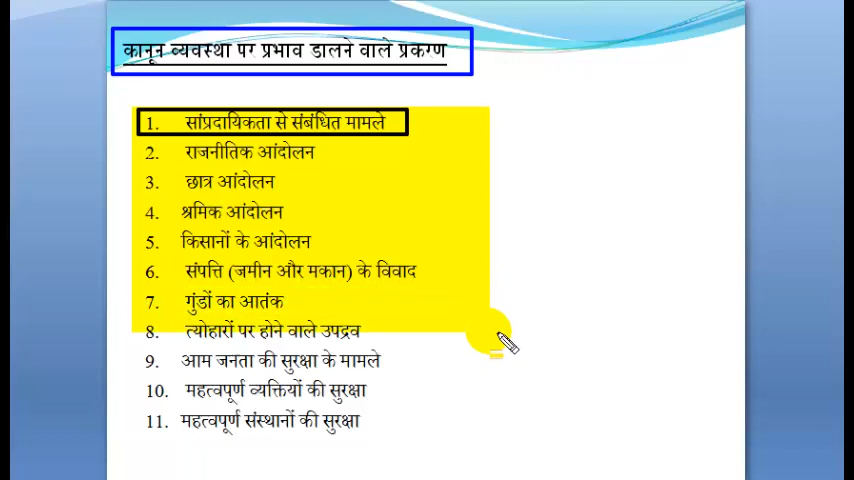 कानून व्यवस्था पर प्रभाव डालने वाले प्रकरण
1. सांप्रदायिकता से संबंधित मामले
2. राजनीतिक आंदोलन
3. छात्र आंदोलन
4. श्रमिक आंदोलन
5. किसानों के आंदोलन
6. संपत्ति (जमीन और मकान) के विवाद
7. गुंडों का आतंक
8. त्योहारों पर होने वाले उपद्रव
9. आम जनता की सुरक्षा के मामले
10. महत्वपूर्ण व्यक्तियों की सुरक्षा
11. महत्वपूर्ण संस्थानों की सुरक्षा